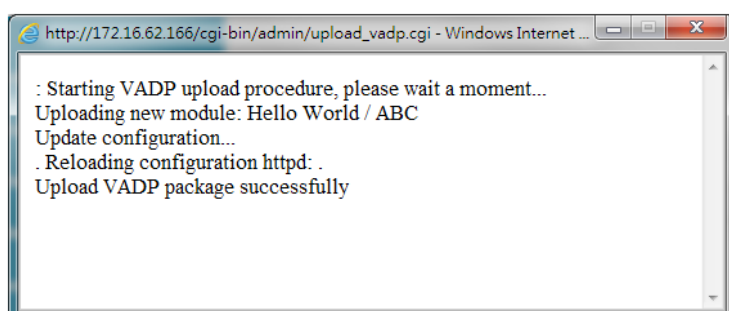 http://172.16.62.166/cgi-bin/admin/upload_vadp.cgi - Windows Internet ...
: Starting VADP upload procedure, please wait a moment...
Uploading new module: Hello World / ABC
Update configuration...
. Reloading configuration httpd: .
Upload VADP package successfully